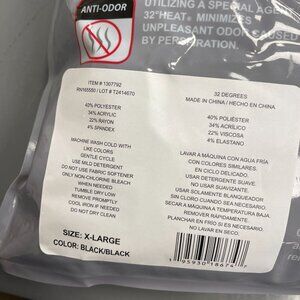 ANTI-ODOR
UTILIZING A SPECIAL AGE
32°HEAT® MINIMIZES
UNPLEASANT ODOR CAUSED
BY PERSPIRATION.
ITEM # 1307792
RN165550 / LOT # T2414670
40% POLYESTER
34% ACRYLIC
22% RAYON
4% SPANDEX
MACHINE WASH COLD WITH
LIKE COLORS
GENTLE CYCLE
USE MILD DETERGENT
DO NOT USE FABRIC SOFTENER
ONLY NON-CHLORINE BLEACH
WHEN NEEDED
TUMBLE DRY LOW
REMOVE PROMPTLY
COOL IRON IF NEEDED
DO NOT DRY CLEAN
32 DEGREES
MADE IN CHINA / HECHO EN CHINA
40% POLIÉSTER
34% ACRÍLICO
22% VISCOSA
4% ELASTANO
LAVAR A MÁQUINA CON AGUA FRÍA
CON COLORES SIMILARES.
EN CICLO DELICADO.
USAR DETERGENTE SUAVE
NO USAR SUAVIZANTE.
USAR SOLAMENTE BLANQUEADOR
SIN CLORO CUANDO SEA NECESARIO
SECAR A MÁQUINA A TEMPERATURA BAJA.
REMOVER RÁPIDAMENTE.
PLANCHAR EN FRÍO SI ES NECESARIO.
NO LAVAR EN SECO.
SIZE: X-LARGE
COLOR: BLACK/BLACK